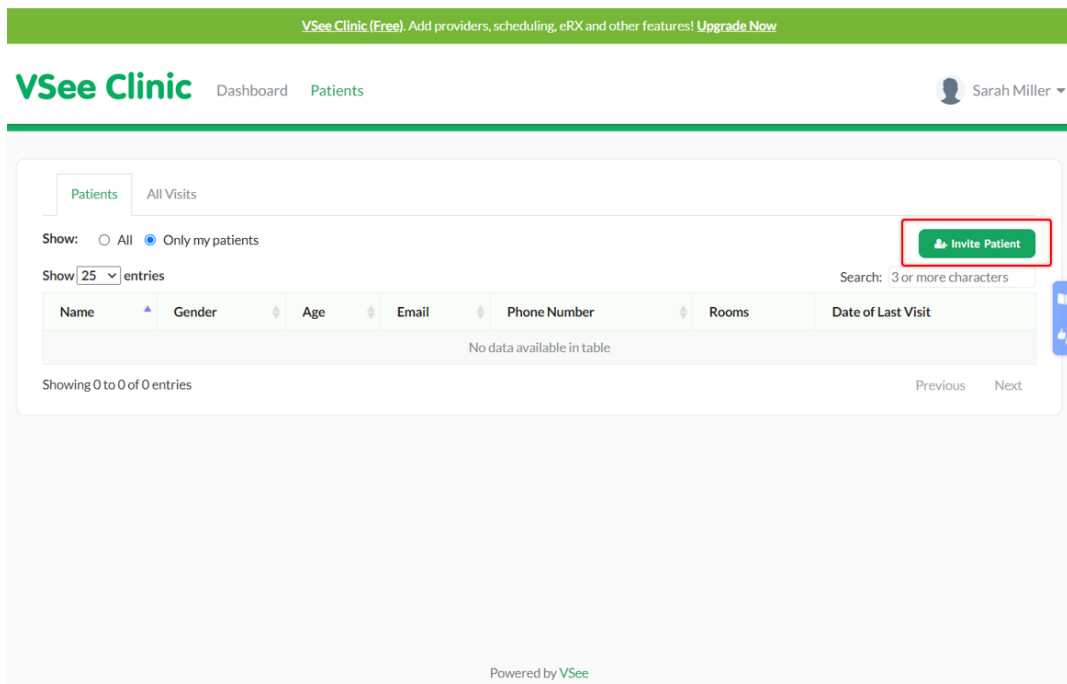 VSee Clinic (Free). Add providers, scheduling, eRX and other features! Upgrade Now
VSee Clinic Dashboard Patients Sarah Miller
Patients All Visits
Show: All Only my patients
Invite Patient
Show 25 entries
Search: 3 or more characters
Name Gender Age Email Phone Number Rooms Date of Last Visit
No data available in table
Showing 0 to 0 of 0 entries
Previous Next
Powered by VSee